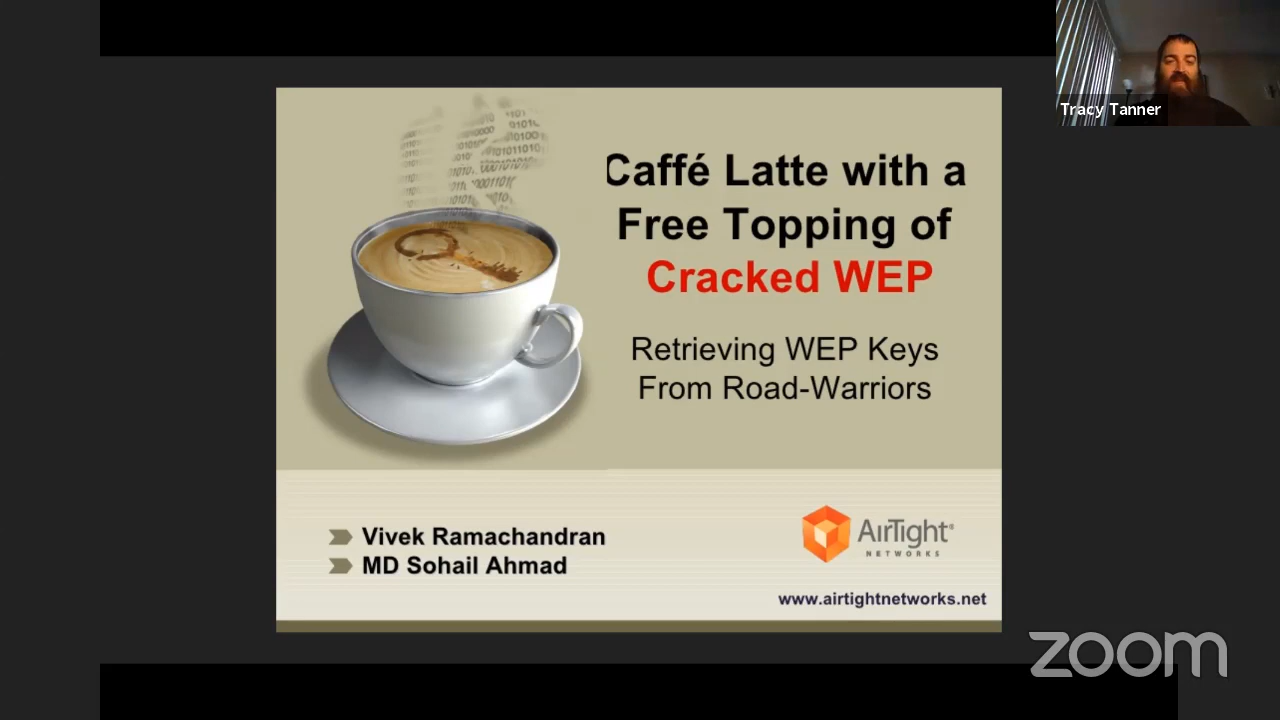 Tracy Tanner
Caffé Latte with a
Free Topping of
Cracked WEP
Retrieving WEP Keys
From Road-Warriors
Vivek Ramachandran
MD Sohail Ahmad
AirTight®
NETWORKS
www.airtightnetworks.net
zoom